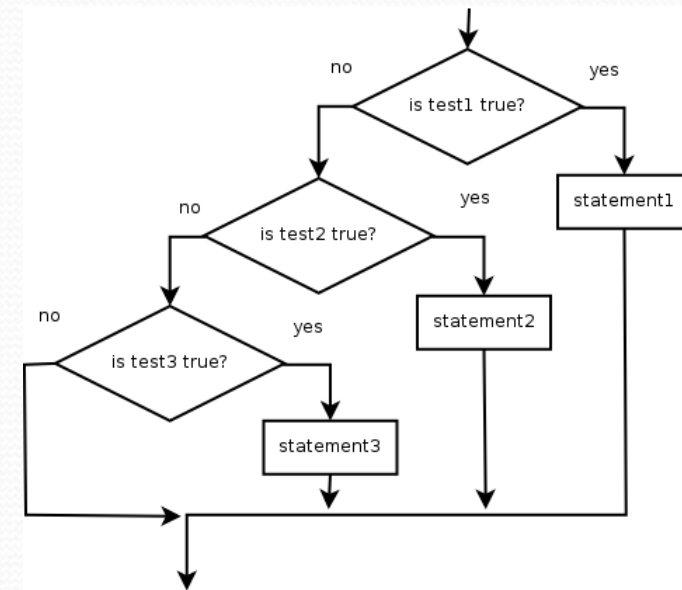 no
yes
is test1 true?
statement1
no
yes
is test2 true?
statement2
no
yes
is test3 true?
statement3